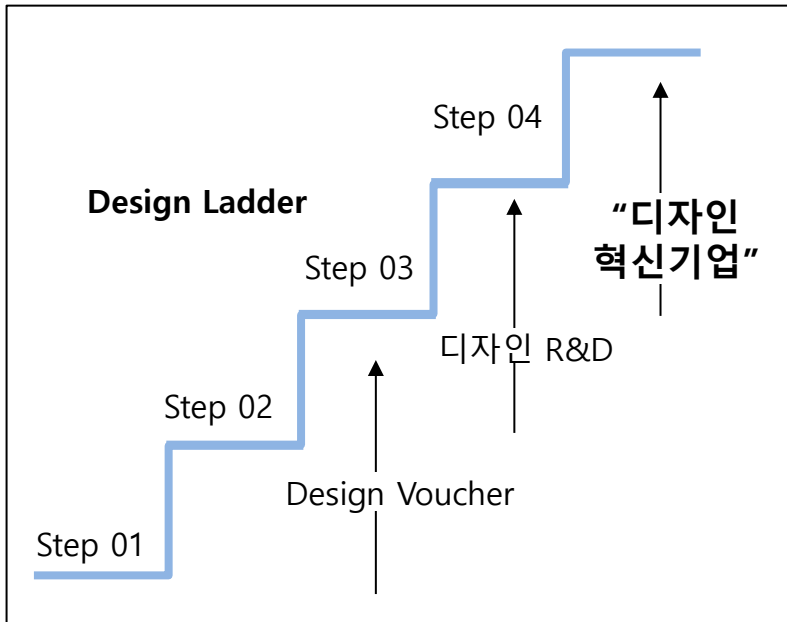 Step 04
Design Ladder
“디자인
혁신기업”
Step 03
디자인 R&D
Step 02
Design Voucher
Step 01